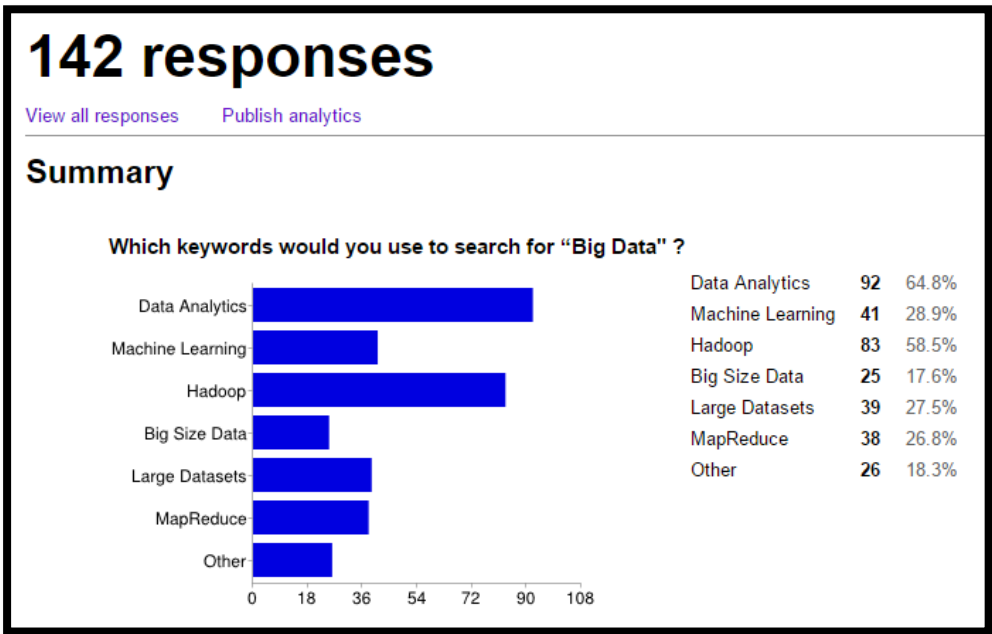 142 responses
View all responses Publish analytics
Summary
Which keywords would you use to search for “Big Data" ?
Data Analytics
Machine Learning
Hadoop
Big Size Data
Large Datasets
MapReduce
Other
0 18 36 54 72 90 108
Data Analytics 92 64.8%
Machine Learning 41 28.9%
Hadoop 83 58.5%
Big Size Data 25 17.6%
Large Datasets 39 27.5%
MapReduce 38 26.8%
Other 26 18.3%